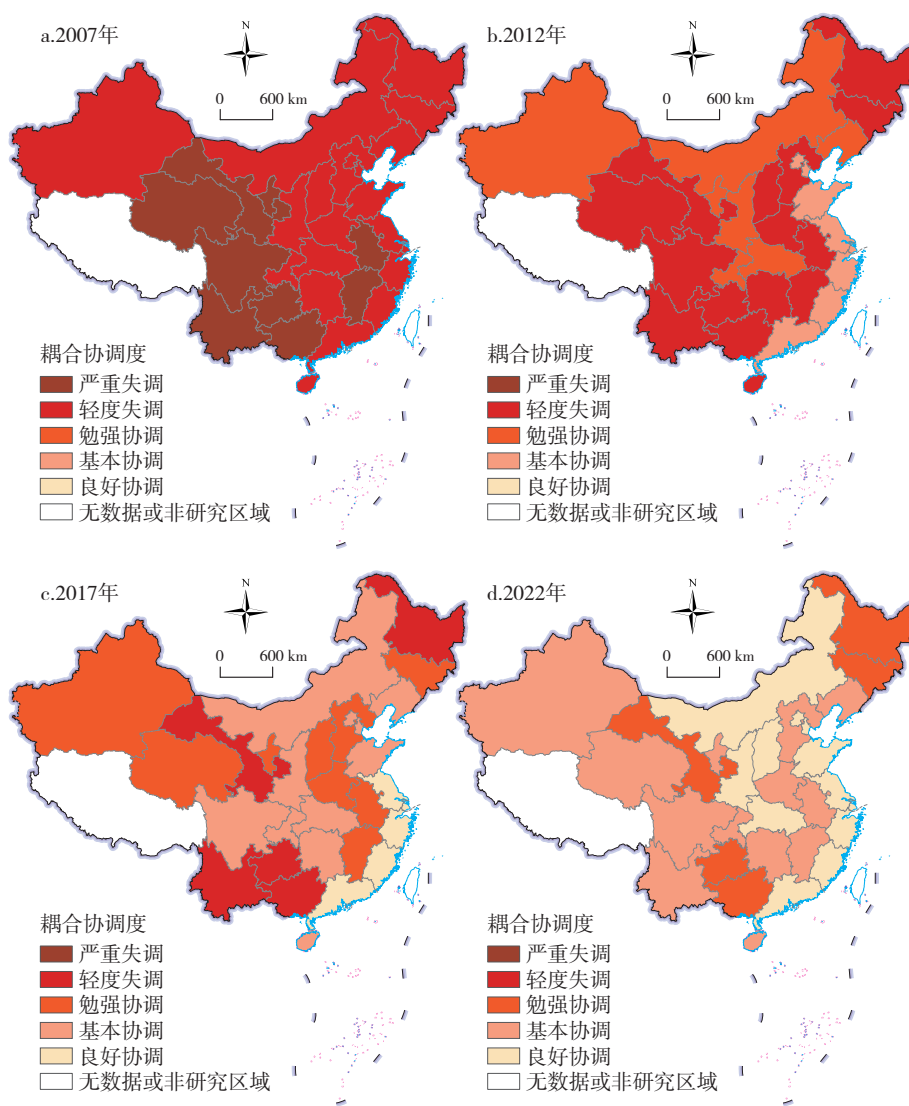 a.2007年
N
0 600 km
耦合协调度
严重失调
轻度失调
勉强协调
基本协调
良好协调
无数据或非研究区域
b.2012年
N
0 600 km
耦合协调度
严重失调
轻度失调
勉强协调
基本协调
良好协调
无数据或非研究区域
c.2017年
N
0 600 km
耦合协调度
严重失调
轻度失调
勉强协调
基本协调
良好协调
无数据或非研究区域
d.2022年
N
0 600 km
耦合协调度
严重失调
轻度失调
勉强协调
基本协调
良好协调
无数据或非研究区域